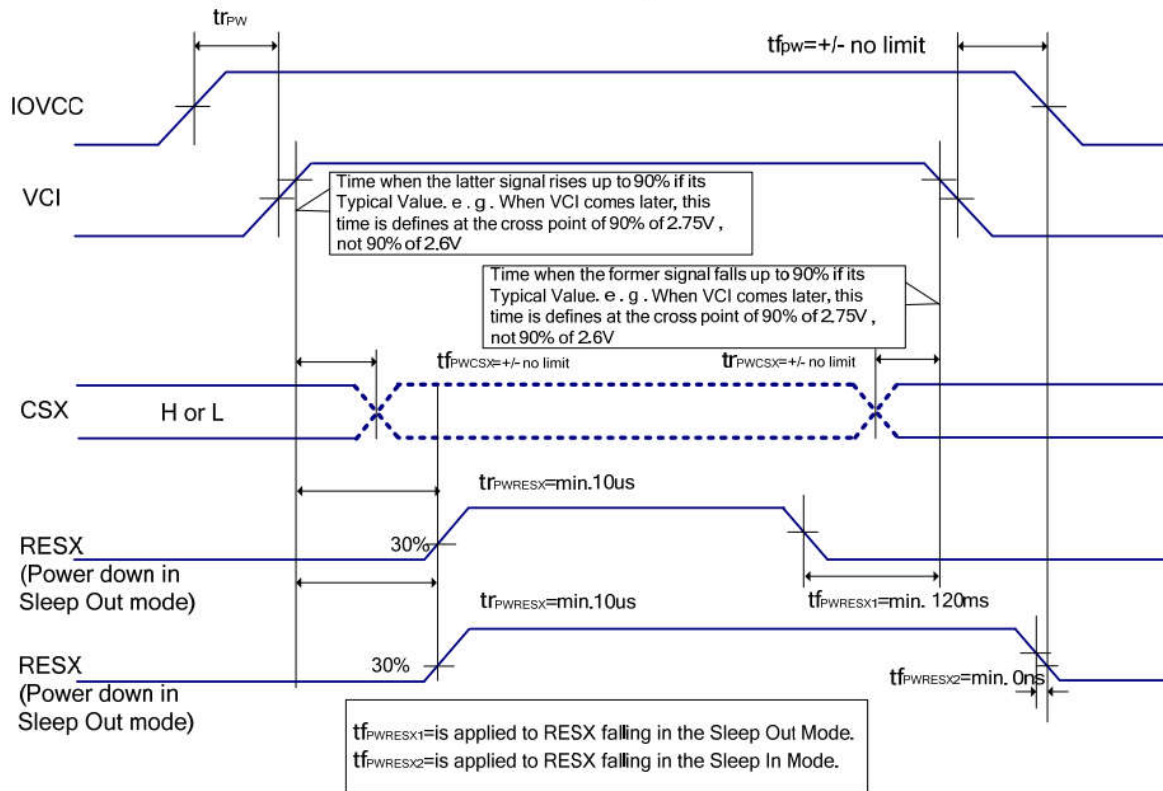 trPW
tfpw=+/- no limit
IOVCC
VCI
Time when the latter signal rises up to 90% if its
Typical Value. e . g . When VCI comes later, this
time is defines at the cross point of 90% of 2.75V ,
not 90% of 2.6V
Time when the former signal falls up to 90% if its
Typical Value. e . g . When VCI comes later, this
time is defines at the cross point of 90% of 2.75V ,
not 90% of 2.6V
tfPWCSX=+/- no limit
trPWCSX=+/- no limit
CSX
H or L
trPWRESX=min.10us
30%
RESX
(Power down in
Sleep Out mode)
trPWRESX=min.10us
tfPWRESX1=min. 120ms
30%
RESX
(Power down in
Sleep Out mode)
tfPWRESX2=min. 0ns
tfPWRESX1=is applied to RESX falling in the Sleep Out Mode.
tfPWRESX2=is applied to RESX falling in the Sleep In Mode.